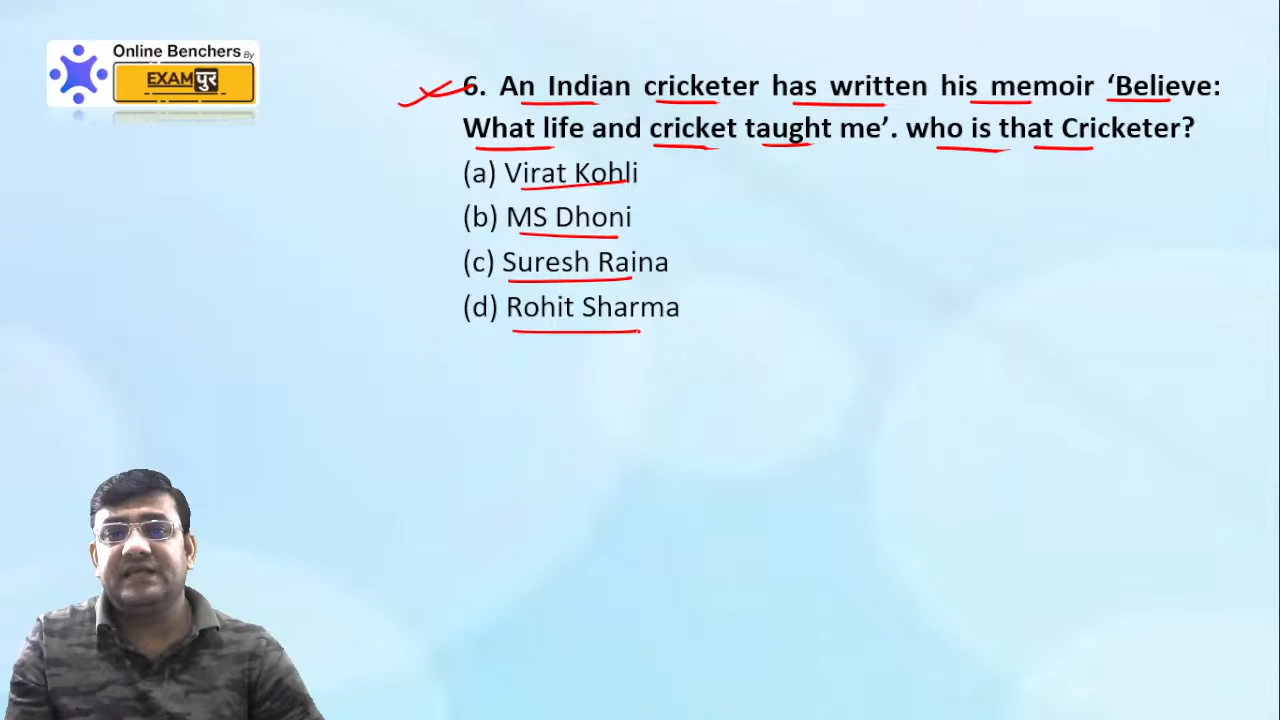 Online Benchers By
EXAMपुर
6. An Indian cricketer has written his memoir ‘Believe:
What life and cricket taught me’. who is that Cricketer?
(a) Virat Kohli
(b) MS Dhoni
(c) Suresh Raina
(d) Rohit Sharma